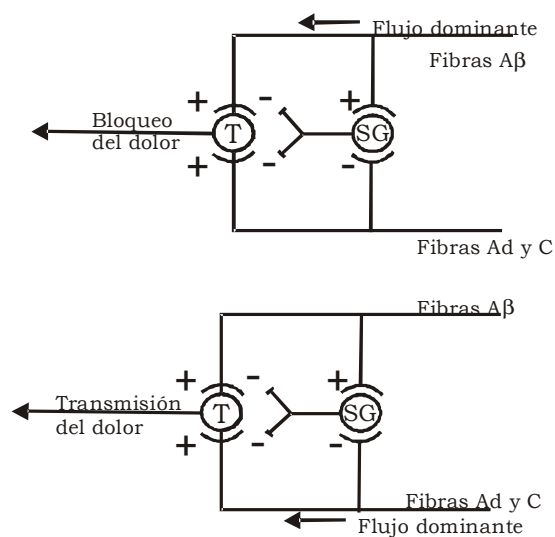 Flujo dominante
Fibras Aβ
+ - +
Bloqueo
del dolor
T
SG
+ - -
Fibras Ad y C
Fibras Aβ
+ - +
Transmisión
del dolor
T
SG
+ - -
Fibras Ad y C
Flujo dominante